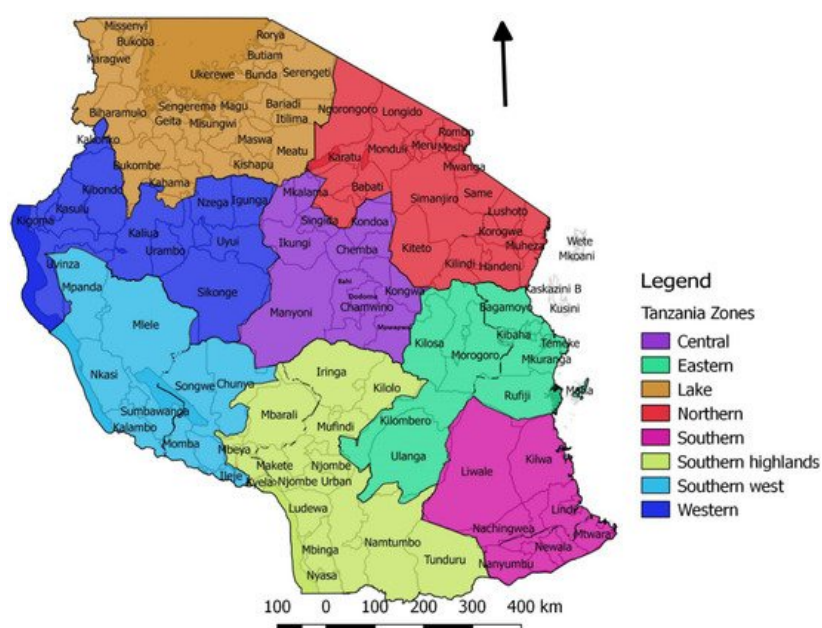 Missenyi
Bukoba
Rorya
Karagwe
Butiam
Ukerewe
Bunda
Serengeti
Biharamulo
Sengerema
Magu
Bariadi
Geita
Misungwi
Itilima
Ngorongoro
Longido
Maswa
Meatu
Rombo
Bukombe
Kishapu
Karatu
Monduli
Meru
Moshi
Mwanga
Kahama
Kibondo
Nzega
Igunga
Mkalama
Babati
Simanjiro
Same
Kasulu
Kigoma
Singida
Kondoa
Lushoto
Kaliua
Urambo
Uyui
Ikungi
Chemba
Kiteto
Korogwe
Muheza
Wete
Mkoani
Uvinza
Mpanda
Sikonge
Bahi
Dodoma
Kongwa
Kilindi
Handeni
Kaskazini B
Kusini
Manyoni
Chamwino
Mpwapwa
Bagamoyo
Mlele
Kilosa
Kibaha
Temeke
Morogoro
Mkuranga
Nkasi
Songwe
Chunya
Iringa
Kilolo
Rufiji
Mafia
Sumbawanga
Kalambo
Mbarali
Mufindi
Kilombero
Momba
Mbeya
Makete
Njombe
Ulanga
Liwale
Kilwa
Ileje
Kyela
Njombe Urban
Ludewa
Lindi
Mbinga
Namtumbo
Nachingwea
Mtwara
Tunduru
Newala
Nyasa
Nanyumbu
100 0 100 200 300 400 km
Legend
Tanzania Zones
Central
Eastern
Lake
Northern
Southern
Southern highlands
Southern west
Western